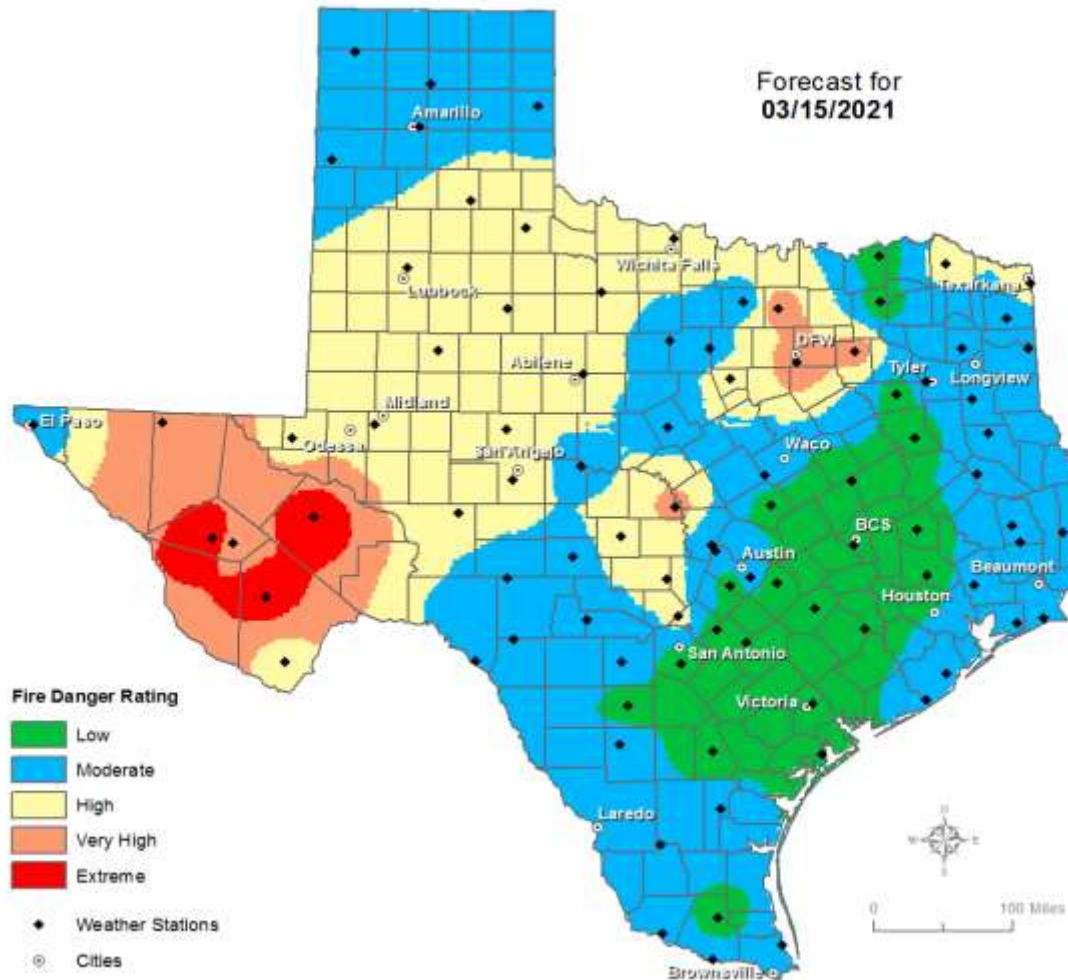 Forecast for
03/15/2021
Amarillo
Wichita Falls
Lubbock
Texarkana
DFW
Abilene
Tyler
Longview
El Paso
Midland
Odessa
San Angelo
Waco
BCS
Austin
Beaumont
Houston
San Antonio
Victoria
Laredo
Brownsville
Fire Danger Rating
Low
Moderate
High
Very High
Extreme
Weather Stations
Cities
N
W E
S
0 100 Miles